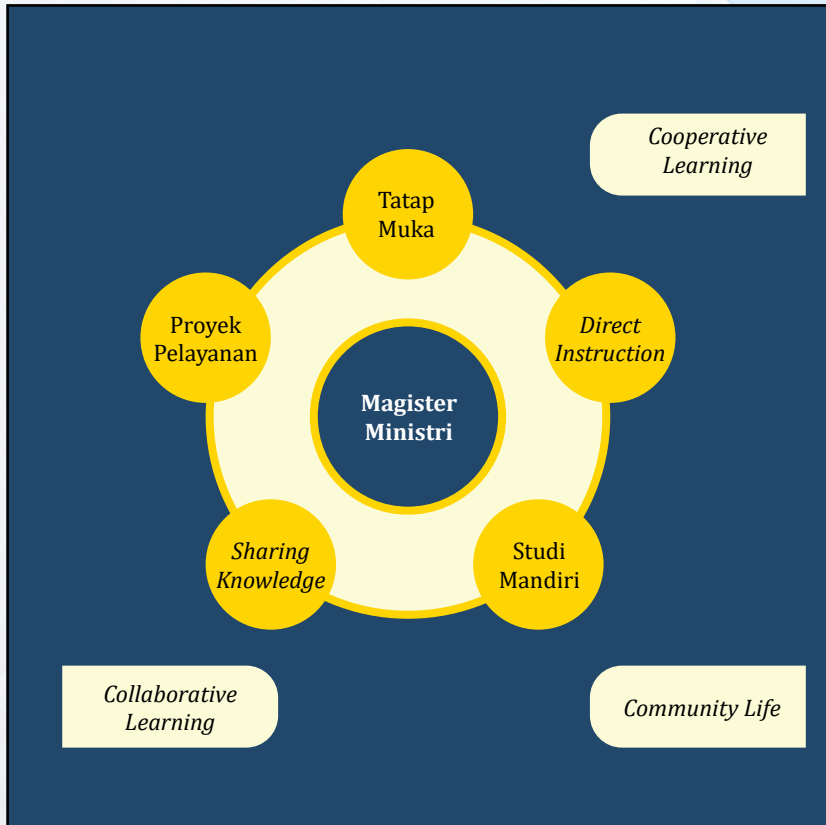 Cooperative
Learning
Tatap
Muka
Proyek
Pelayanan
Direct
Instruction
Magister
Ministri
Sharing
Knowledge
Studi
Mandiri
Collaborative
Learning
Community Life